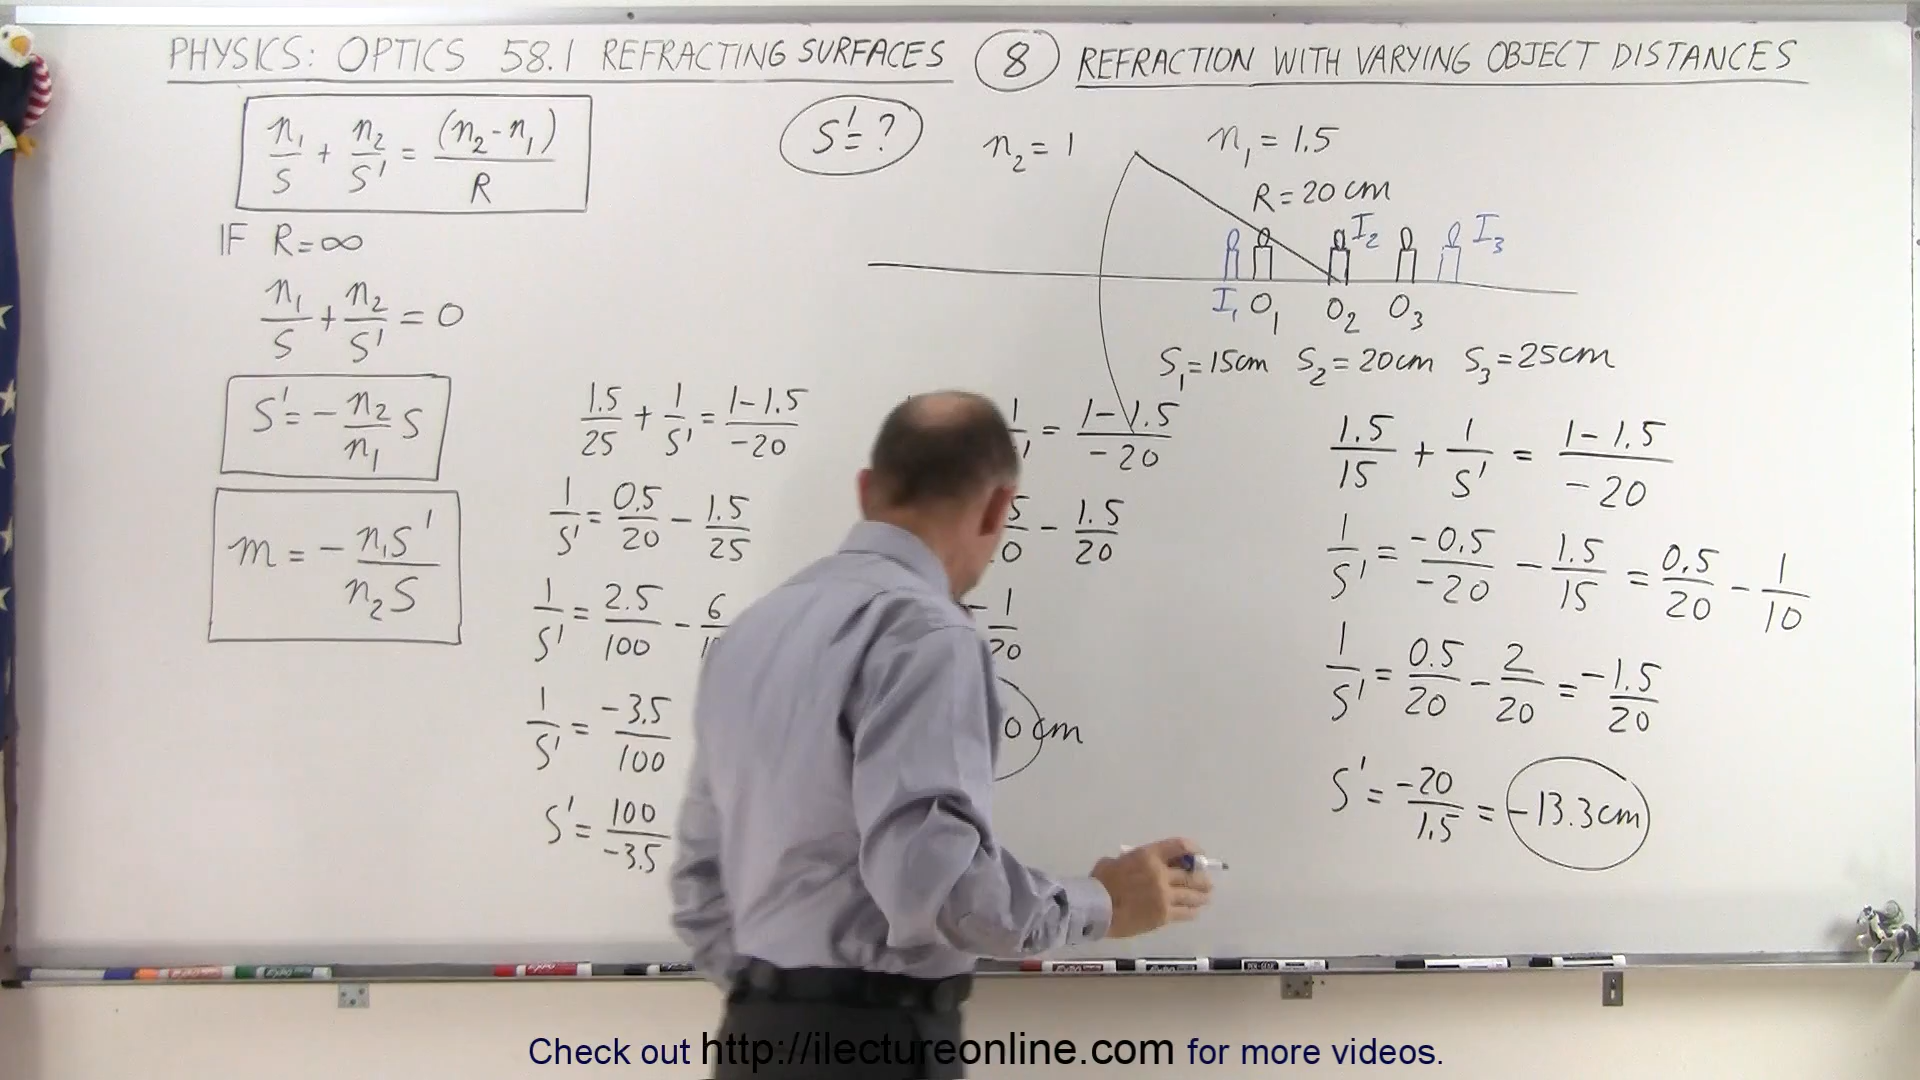 PHYSICS: OPTICS 58.1 REFRACTING SURFACES (8) REFRACTION WITH VARYING OBJECT DISTANCES
n₁/S + n₂/S' = (n₂-n₁)/R
S' = ?
n₂ = 1
n₁ = 1.5
R = 20 cm
I₂
I₃
I₁ O₁ O₂ O₃
S₁ = 15cm S₂ = 20cm S₃ = 25cm
IF R = ∞
n₁/S + n₂/S' = 0
S' = - n₂/n₁ S
m = - n₁S'/n₂S
1.5/25 + 1/S' = 1-1.5/-20
1/S' = 0.5/20 - 1.5/25
1/S' = 2.5/100 - 6/
1/S' = -3.5/100
S' = 100/-3.5
= 1-1.5/-20
- 1.5/20
0 cm
1.5/15 + 1/S' = 1-1.5/-20
1/S' = -0.5/-20 - 1.5/15 = 0.5/20 - 1/10
1/S' = 0.5/20 - 2/20 = -1.5/20
S' = -20/1.5 = -13.3cm
Check out http://ilectureonline.com for more videos.